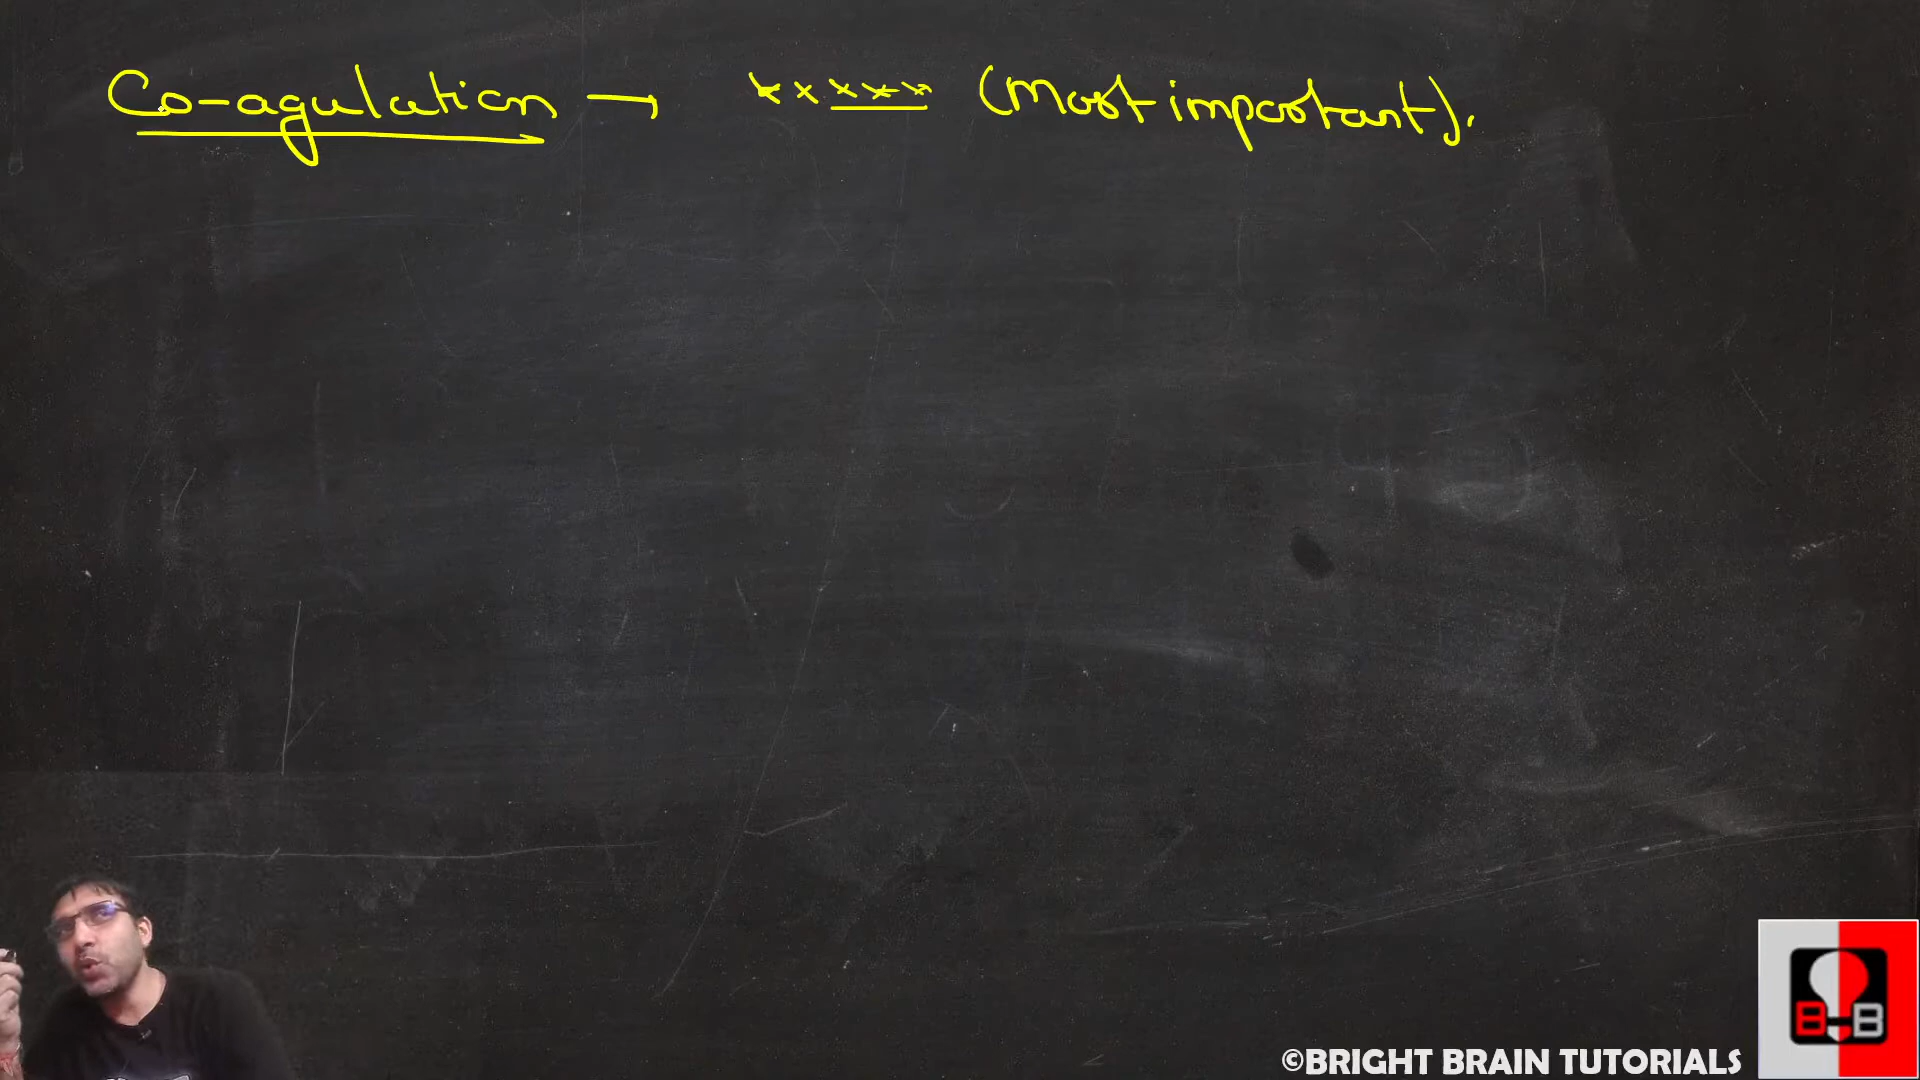 Co-agulation → ××××× (Most important).
B B
©BRIGHT BRAIN TUTORIALS